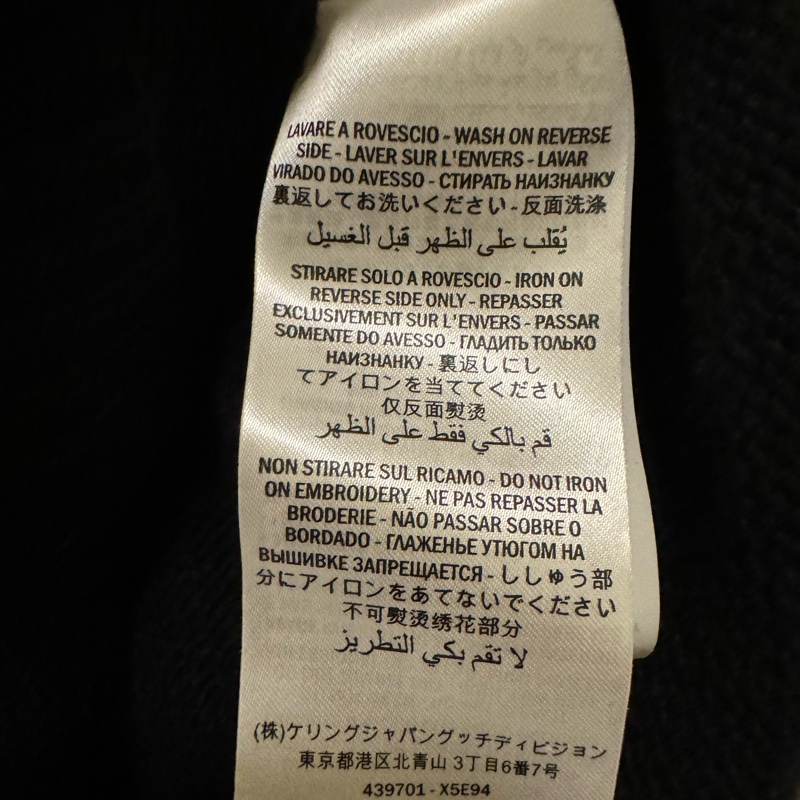 LAVARE A ROVESCIO - WASH ON REVERSE
SIDE - LAVER SUR L'ENVERS - LAVAR
VIRADO DO AVESSO - СТИРАТЬ НАИЗНАНКУ
裏返してお洗いください - 反面洗涤
يُقلب على الظهر قبل الغسيل
STIRARE SOLO A ROVESCIO - IRON ON
REVERSE SIDE ONLY - REPASSER
EXCLUSIVEMENT SUR L'ENVERS - PASSAR
SOMENTE DO AVESSO - ГЛАДИТЬ ТОЛЬКО
НАИЗНАНКУ - 裏返しにし
てアイロンを当ててください
仅反面熨烫
قم بالكي فقط على الظهر
NON STIRARE SUL RICAMO - DO NOT IRON
ON EMBROIDERY - NE PAS REPASSER LA
BRODERIE - NÃO PASSAR SOBRE O
BORDADO - ГЛАЖЕНЬЕ УТЮГОМ НА
ВЫШИВКЕ ЗАПРЕЩАЕТСЯ - ししゅう部
分にアイロンをあてないでください
不可熨烫绣花部分
لا تقم بكي التطريز
(株)ケリングジャパングッチディビジョン
東京都港区北青山 3丁目6番7号
439701 - X5E94